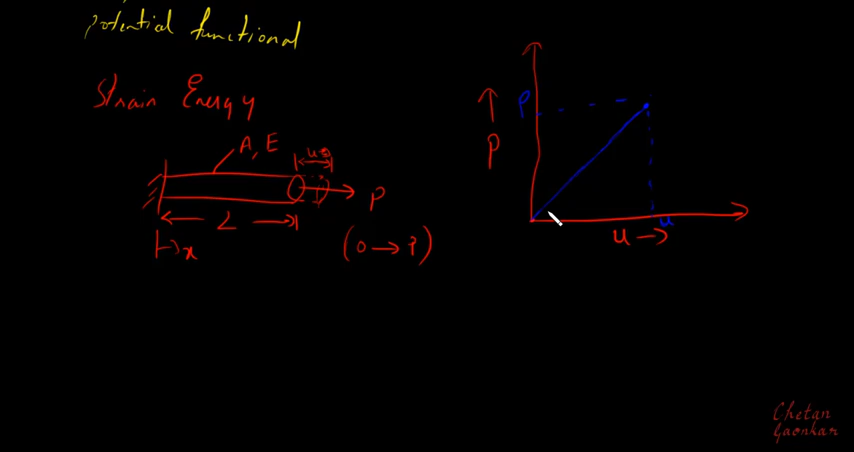 potential functional
Strain Energy
A, E
u
P
L
x
(0 → P)
P
P
u →
u
Chetan
Gaonkar